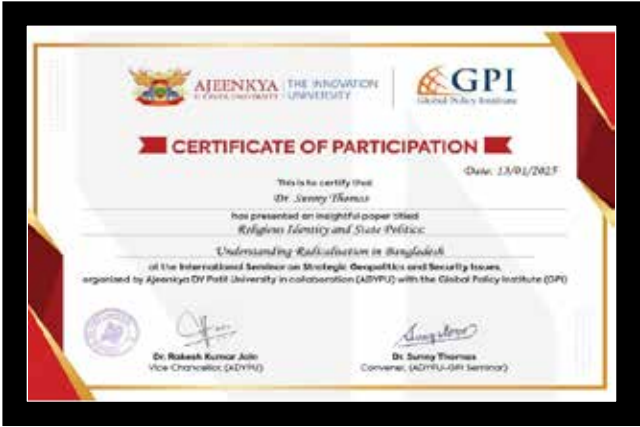 AJEENKYA
DY PATIL UNIVERSITY
THE INNOVATION
UNIVERSITY
GPI
Global Policy Institute
CERTIFICATE OF PARTICIPATION
Date: 13/01/2025
This is to certify that
Dr. Sunny Thomas
has presented an insightful paper titled
Religious Identity and State Politics:
Understanding Radicalisation in Bangladesh
at the International Seminar on Strategic Geopolitics and Security Issues,
organized by Ajeenkya DY Patil University in collaboration (ADYPU) with the Global Policy Institute (GPI)
Dr. Rakesh Kumar Jain
Vice Chancellor, (ADYPU)
Dr. Sunny Thomas
Convener, (ADYPU-GPI Seminar)